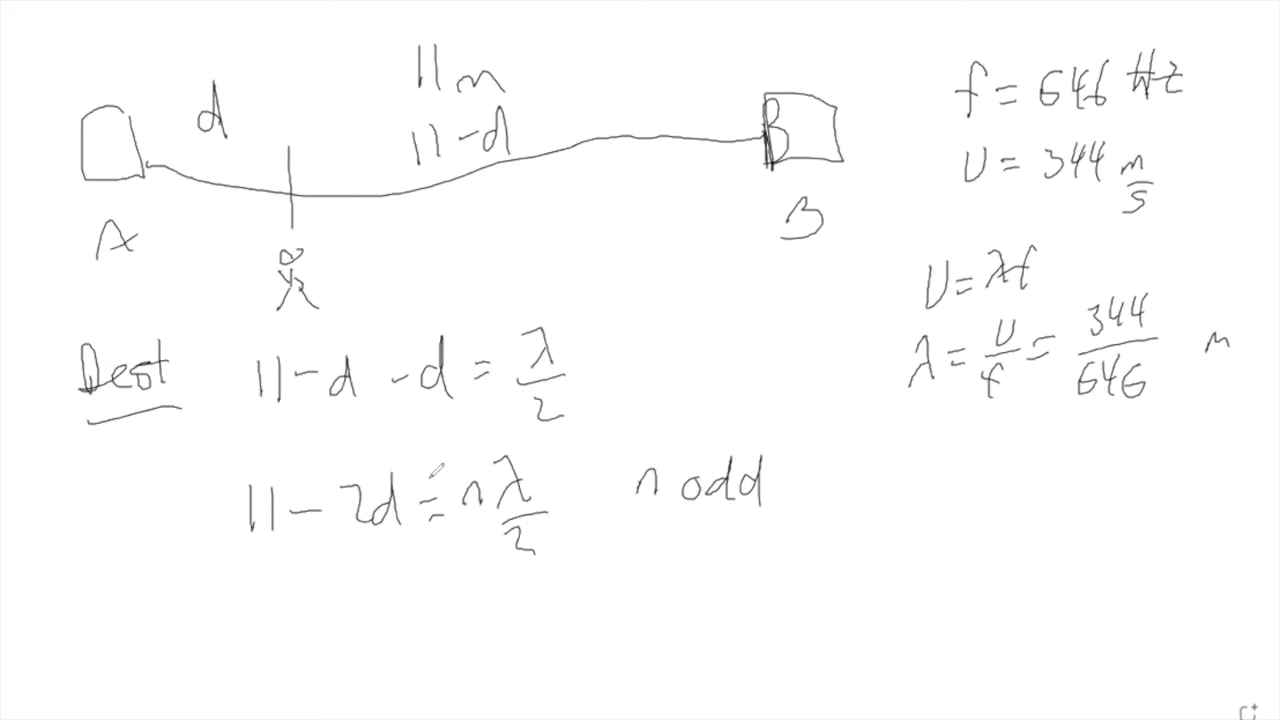 11 m
d
11 - d
B
A
B
f = 646 Hz
v = 344 m/s
v = λf
λ = v/f = 344/646 m
Dest
11 - d - d = λ/2
11 - 2d = nλ/2 n odd